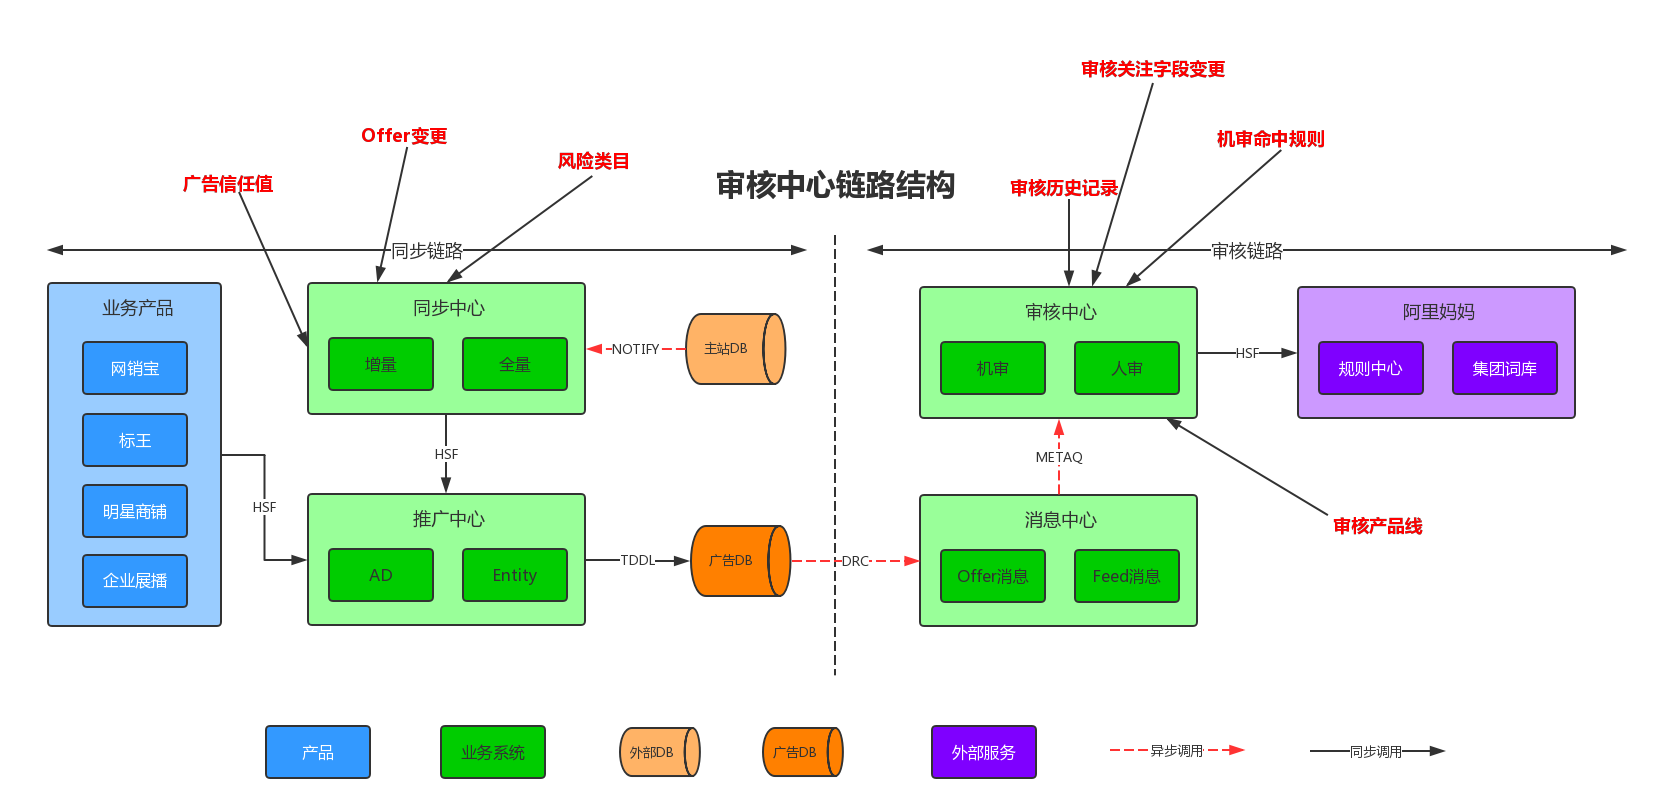 审核关注字段变更
Offer变更
机审命中规则
风险类目
广告信任值
审核中心链路结构
审核历史记录
同步链路
审核链路
业务产品
网销宝
标王
明星商铺
企业展播
HSF
同步中心
增量
全量
NOTIFY
主站DB
HSF
推广中心
AD
Entity
TDDL
广告DB
DRC
审核中心
机审
人审
HSF
阿里妈妈
规则中心
集团词库
METAQ
消息中心
Offer消息
Feed消息
审核产品线
产品
业务系统
外部DB
广告DB
外部服务
异步调用
同步调用